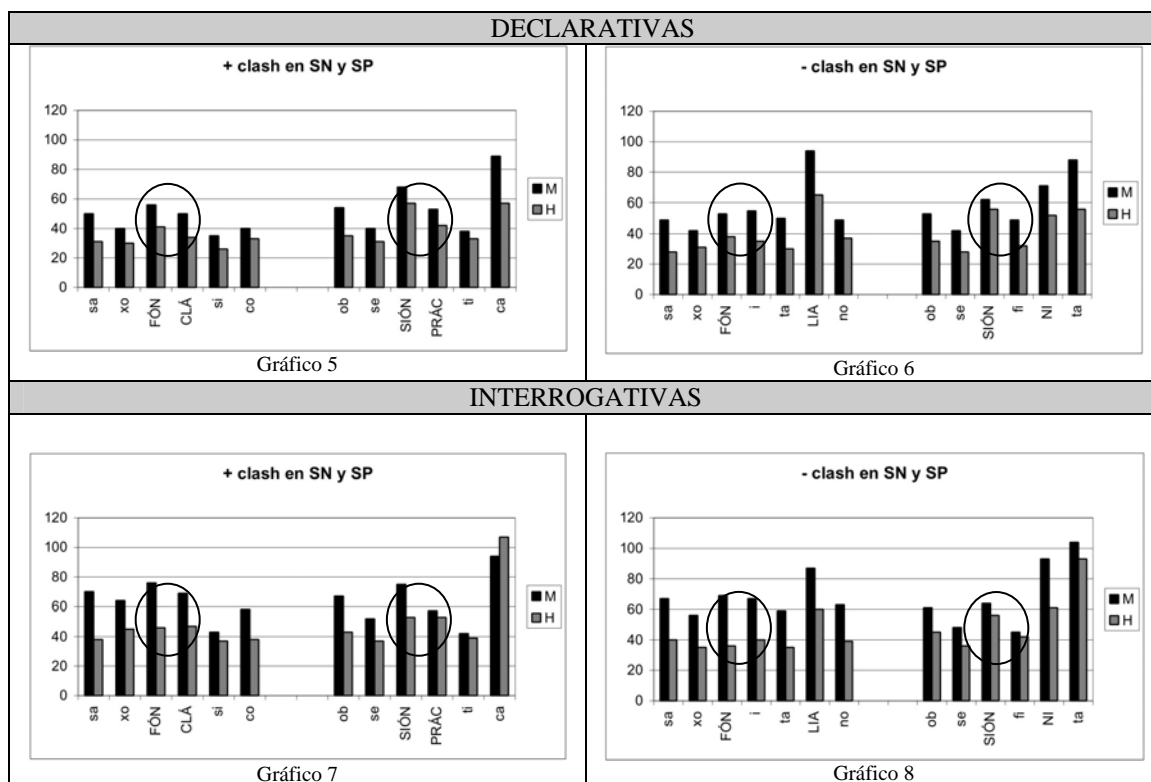 DECLARATIVAS
+ clash en SN y SP
120
100
80
60
40
20
0
sa xo FÓN CLÁ si co ob se SIÓN PRÁC ti ca
M
H
Gráfico 5
- clash en SN y SP
120
100
80
60
40
20
0
sa xo FÓN i ta LIA no ob se SIÓN fi NI ta
M
H
Gráfico 6
INTERROGATIVAS
+ clash en SN y SP
120
100
80
60
40
20
0
sa xo FÓN CLÁ si co ob se SIÓN PRÁC ti ca
M
H
Gráfico 7
- clash en SN y SP
120
100
80
60
40
20
0
sa xo FÓN i ta LIA no ob se SIÓN fi NI ta
M
H
Gráfico 8